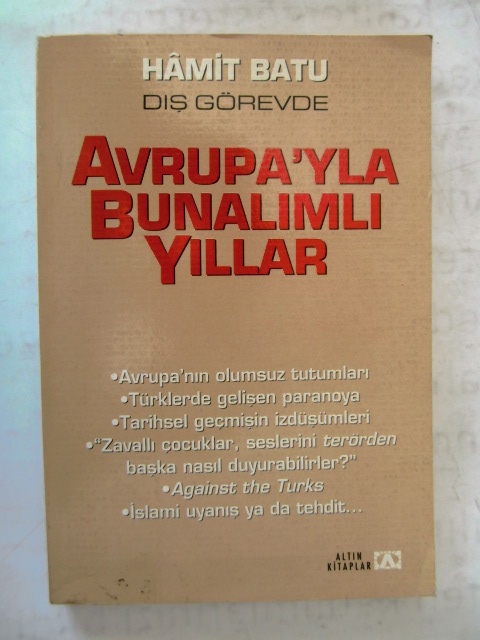 HÂMİT BATU
DIŞ GÖREVDE
AVRUPA'YLA
BUNALIMLI
YILLAR
•Avrupa'nın olumsuz tutumları
•Türklerde gelişen paranoya
•Tarihsel geçmişin izdüşümleri
•"Zavallı çocuklar, seslerini terörden
başka nasıl duyurabilirler?"
•Against the Turks
•İslami uyanış ya da tehdit...
ALTIN
KİTAPLAR